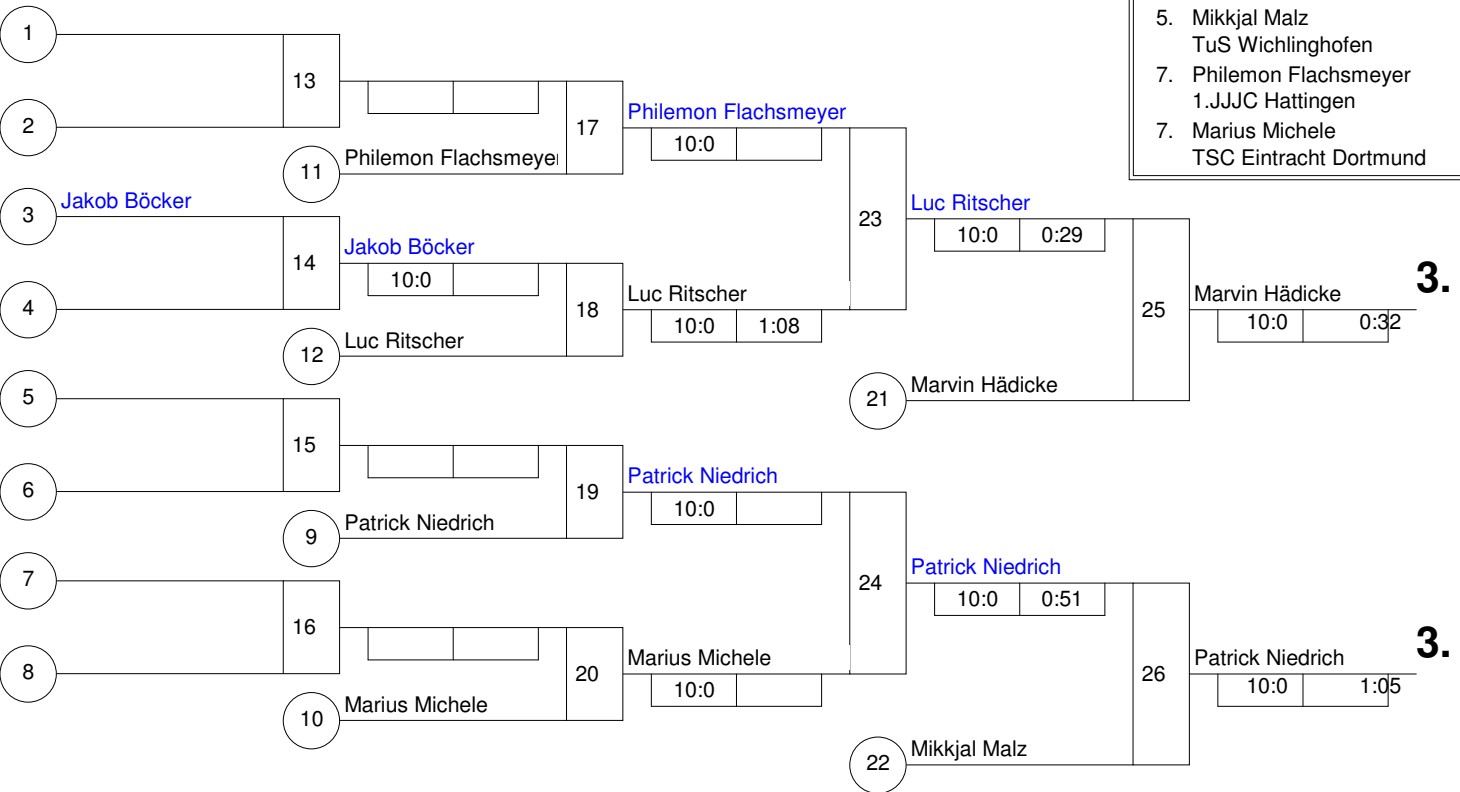 1
5. Mikkjal Malz
TuS Wichlinghofen
13
7. Philemon Flachsmeyer
1.JJJC Hattingen
2
17
Philemon Flachsmeyer
10:0
7. Marius Michele
TSC Eintracht Dortmund
11
Philemon Flachsmeyer
3
Jakob Böcker
23
Luc Ritscher
10:0 0:29
14
Jakob Böcker
10:0
3.
4
18
Luc Ritscher
10:0 1:08
25
Marvin Hädicke
10:0 0:32
12
Luc Ritscher
5
21
Marvin Hädicke
15
6
19
Patrick Niedrich
10:0
9
Patrick Niedrich
7
24
Patrick Niedrich
10:0 0:51
16
3.
8
20
Marius Michele
10:0
26
Patrick Niedrich
10:0 1:05
10
Marius Michele
22
Mikkjal Malz